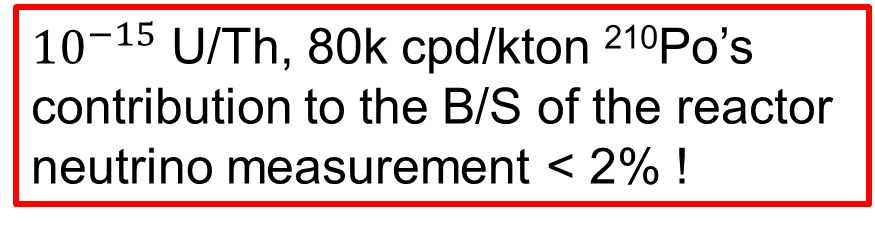 10⁻¹⁵ U/Th, 80k cpd/kton ²¹⁰Po’s
contribution to the B/S of the reactor
neutrino measurement < 2% !